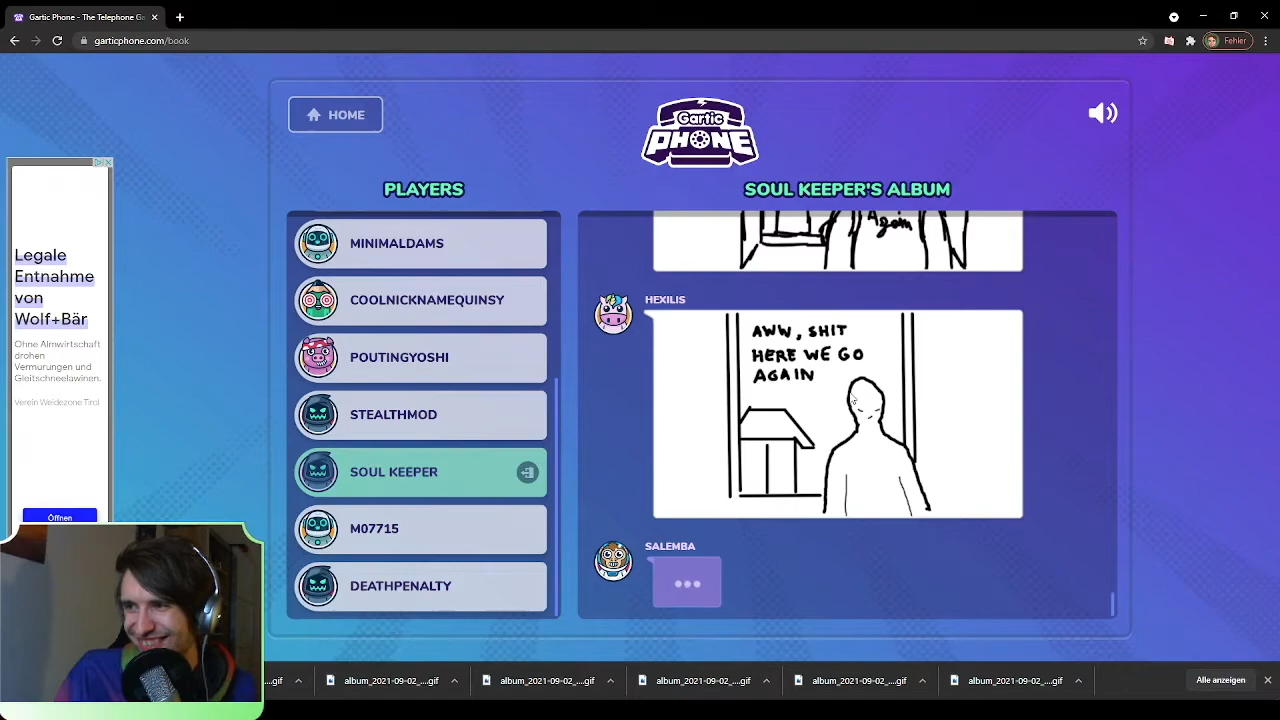 Gartic Phone - The Telephone Ga
garticphone.com/book
Fehler
HOME
Gartic
PHONE
PLAYERS
SOUL KEEPER'S ALBUM
Legale
Entnahme
von
Wolf+Bär
Ohne Almwirtschaft
drohen
Vermurungen und
Gleitschneelawinen.
Verein Weidezone Tirol
Öffnen
MINIMALDAMS
COOLNICKNAMEQUINSY
POUTINGYOSHI
STEALTHMOD
SOUL KEEPER
M07715
DEATHPENALTY
Again
HEXILIS
AWW, SHIT
HERE WE GO
AGAIN
SALEMBA
...gif
album_2021-09-02_....gif
album_2021-09-02_....gif
album_2021-09-02_....gif
album_2021-09-02_....gif
album_2021-09-02_....gif
Alle anzeigen